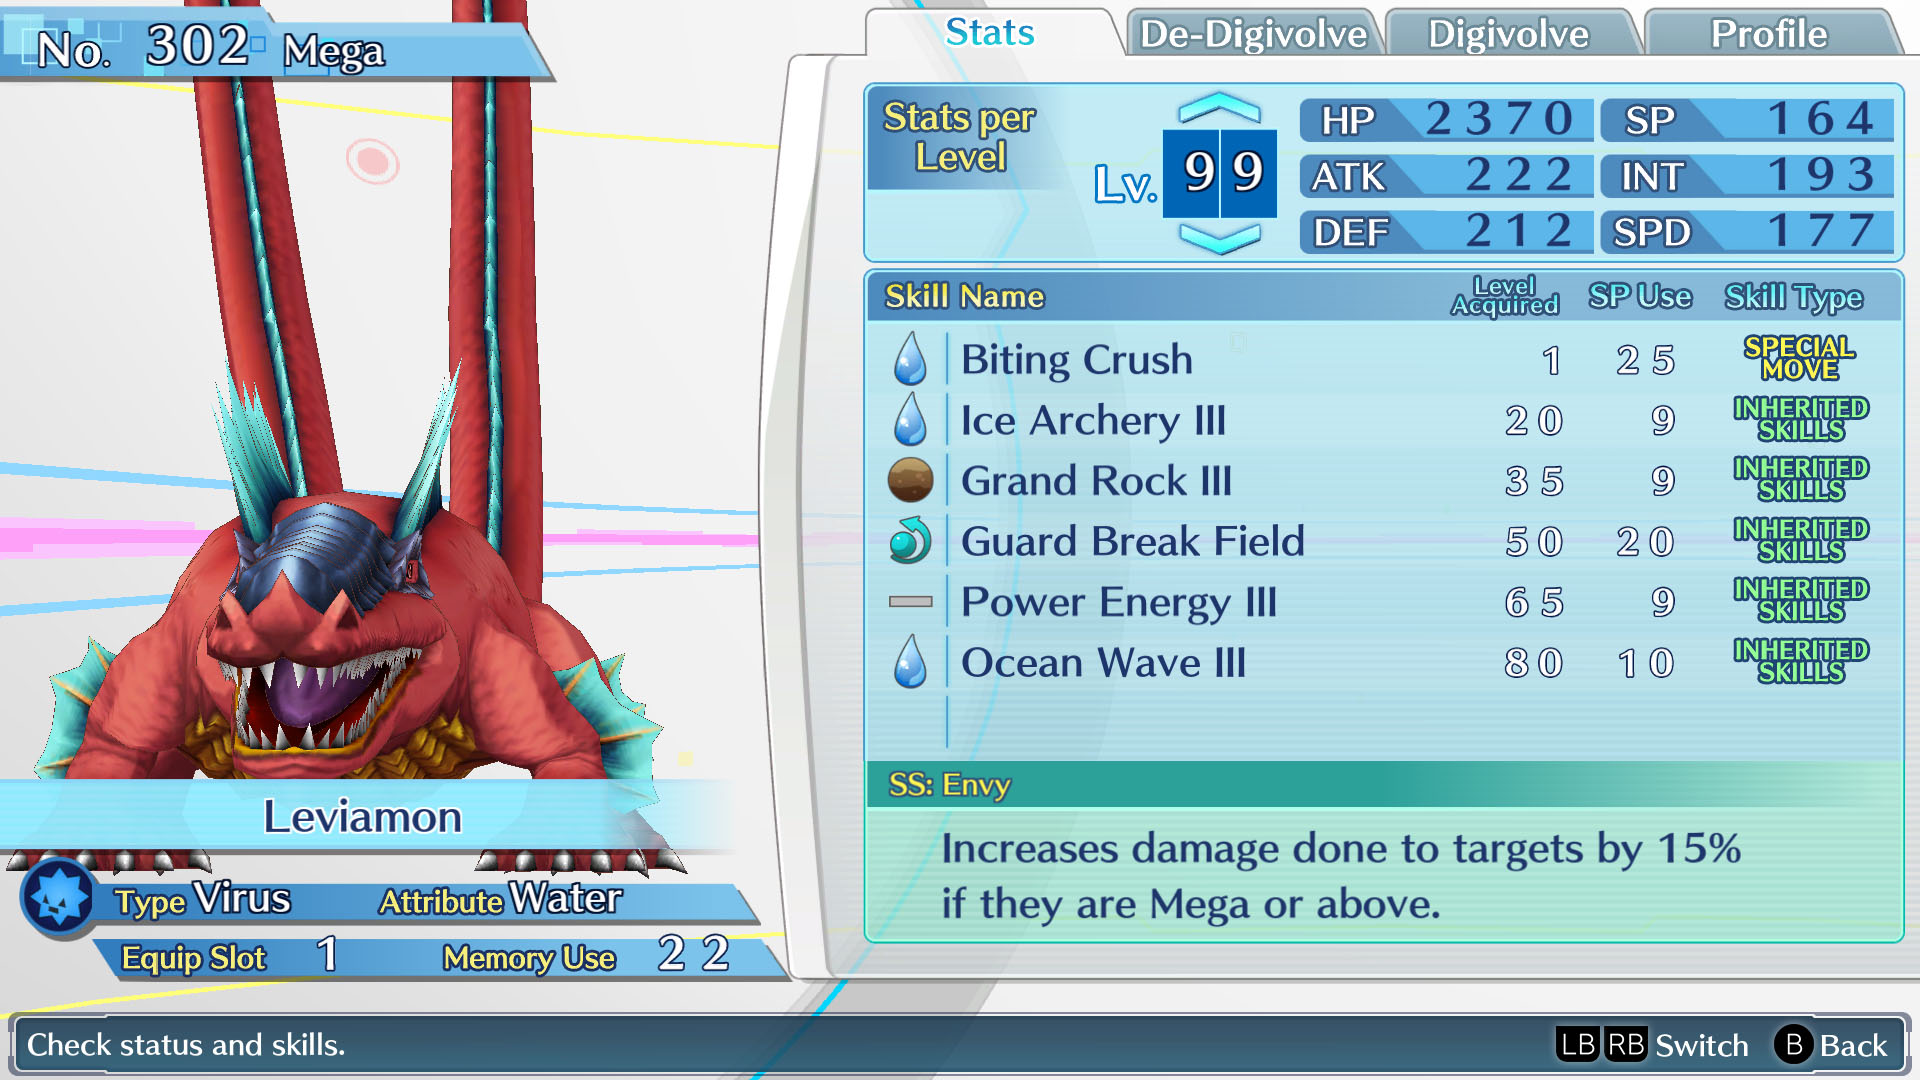 No. 302 Mega
Stats De-Digivolve Digivolve Profile
Stats per
Level
Lv. 99
HP 2370 SP 164
ATK 222 INT 193
DEF 212 SPD 177
Skill Name Level Acquired SP Use Skill Type
Biting Crush 1 25 SPECIAL MOVE
Ice Archery III 20 9 INHERITED SKILLS
Grand Rock III 35 9 INHERITED SKILLS
Guard Break Field 50 20 INHERITED SKILLS
Power Energy III 65 9 INHERITED SKILLS
Ocean Wave III 80 10 INHERITED SKILLS
SS: Envy
Increases damage done to targets by 15%
if they are Mega or above.
Leviamon
Type Virus Attribute Water
Equip Slot 1 Memory Use 22
Check status and skills.
LB RB Switch B Back